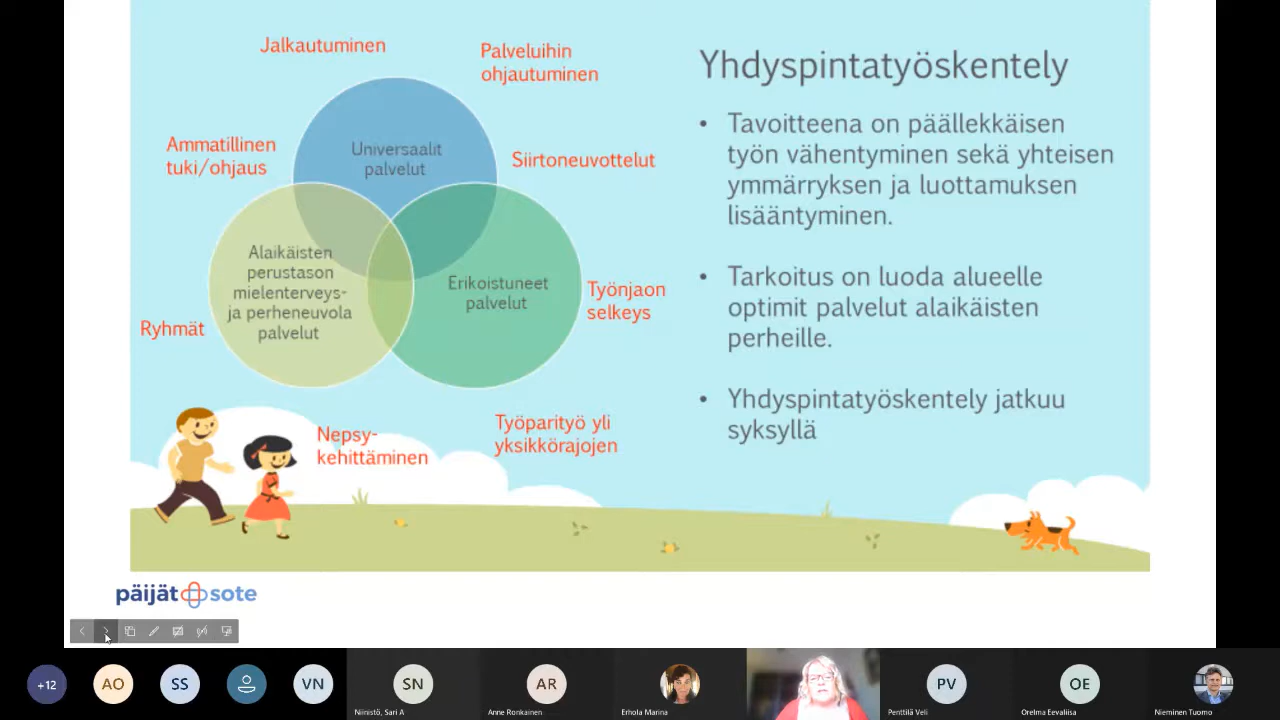 Jalkautuminen
Palveluihin
ohjautuminen
Yhdyspintatyöskentely
Ammatillinen
tuki/ohjaus
Universaalit
palvelut
Siirtoneuvottelut
• Tavoitteena on päällekkäisen
työn vähentyminen sekä yhteisen
ymmärryksen ja luottamuksen
lisääntyminen.
Alaikäisten
perustason
mielenterveys-
ja perheneuvola
palvelut
Erikoistuneet
palvelut
Työnjaon
selkeys
• Tarkoitus on luoda alueelle
optimit palvelut alaikäisten
perheille.
Ryhmät
• Yhdyspintatyöskentely jatkuu
syksyllä
Nepsy-
kehittäminen
Työparityö yli
yksikkörajojen
päijät sote
+12
AO
SS
VN
SN
Niinistö, Sari A
AR
Anne Ronkainen
Erhola Marina
PV
Penttilä Veli
OE
Orelma Eevaliisa
Nieminen Tuomo